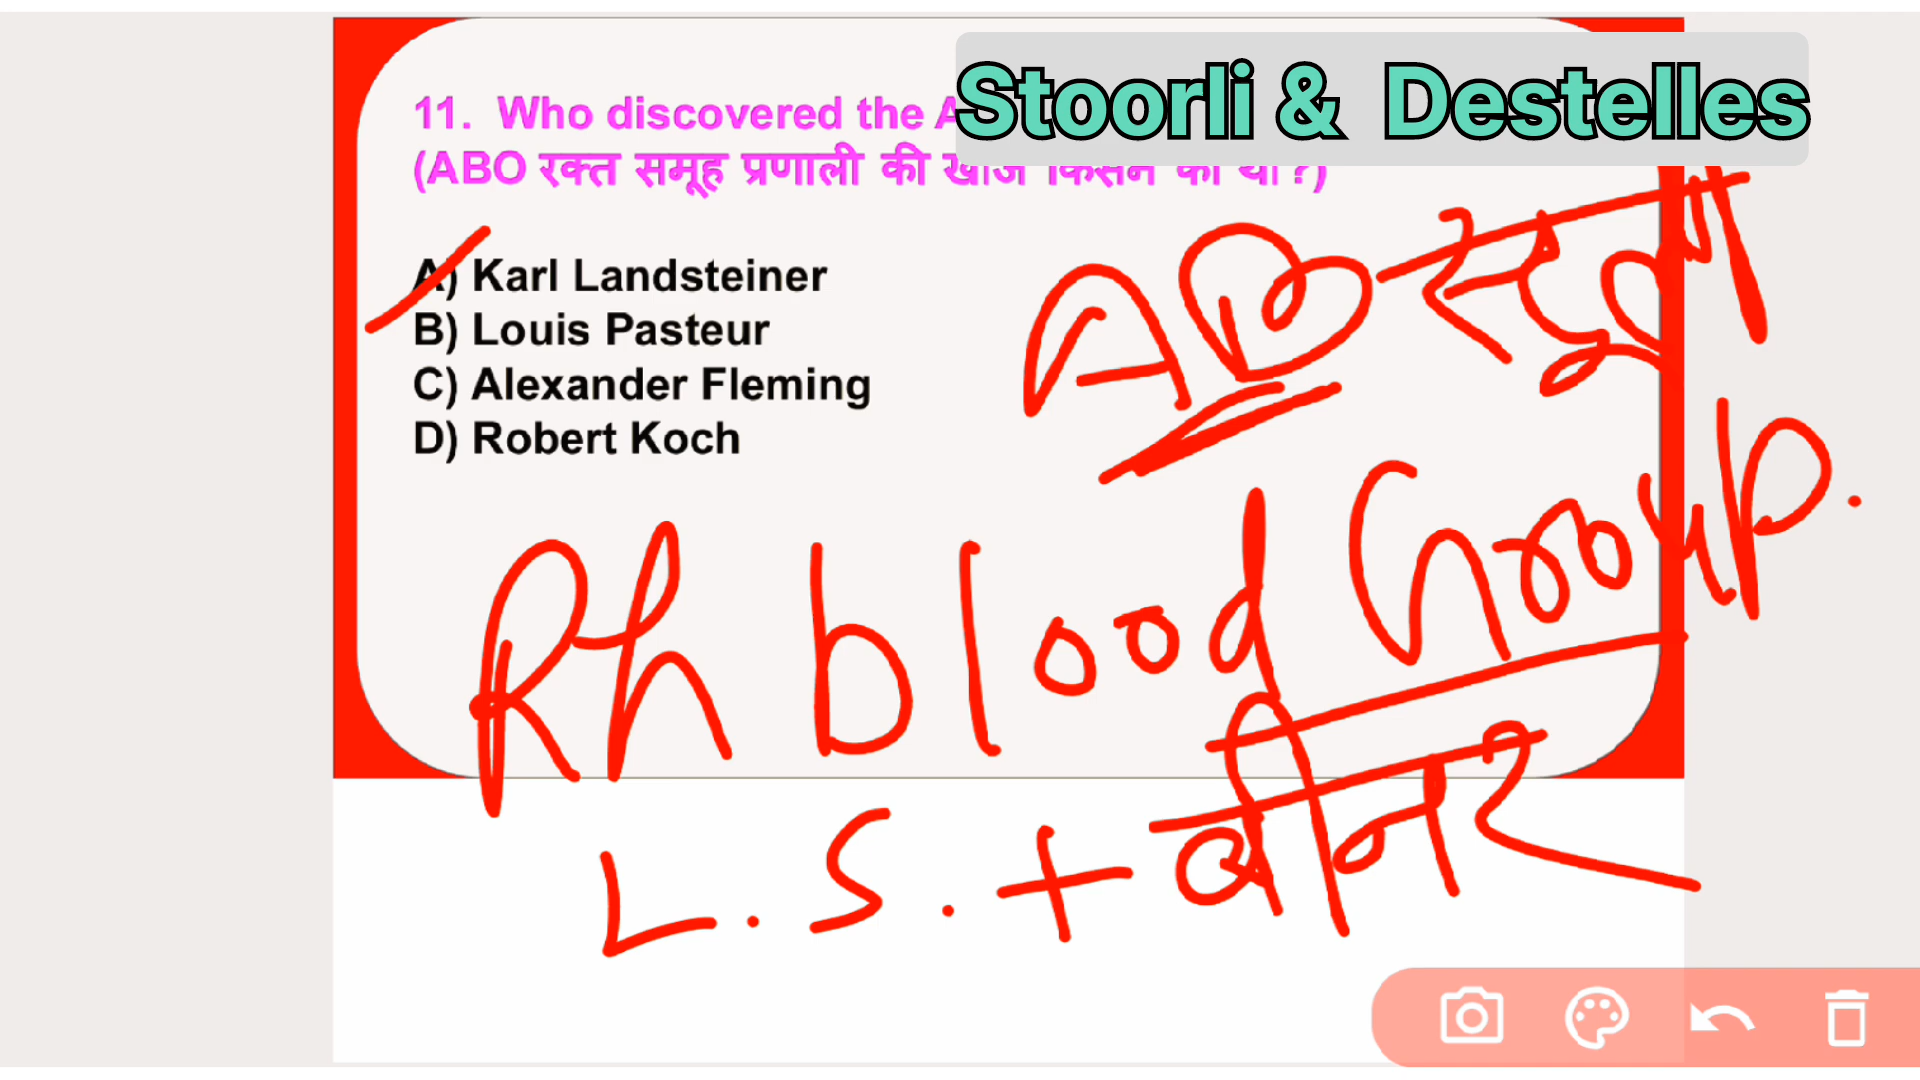 Stoorli & Destelles
11. Who discovered the A
(ABO रक्त समूह प्रणाली की खोज किसने की थी?)
A) Karl Landsteiner
B) Louis Pasteur
C) Alexander Fleming
D) Robert Koch
AB
Rh blood Group.
L.S. + वीनर